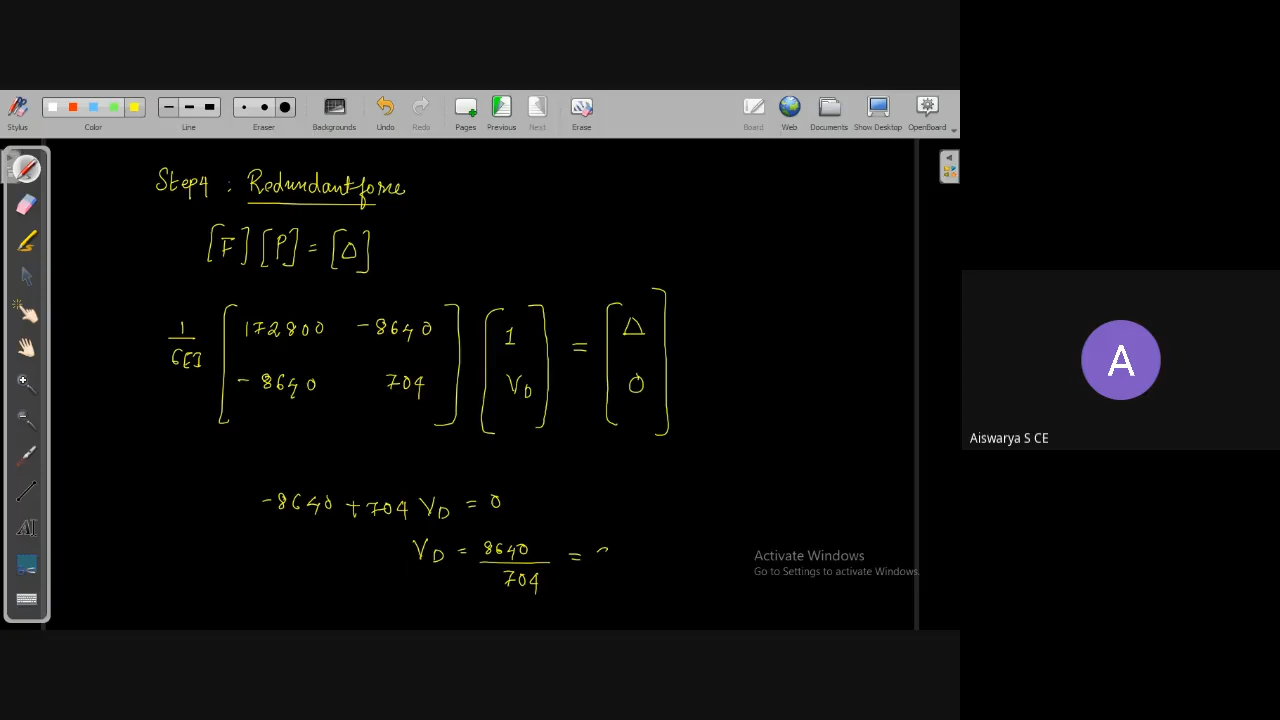 Stylus Color Line Eraser Backgrounds Undo Redo Pages Previous Next Erase Board Web Documents Show Desktop OpenBoard
Step4 : Redundant force
[F] [P] = [Δ]
1/6EI [172800 -8640
-8640 704] [1
VD] = [Δ
0]
-8640 + 704 VD = 0
VD = 8640/704 =
A
Aiswarya S CE
Activate Windows
Go to Settings to activate Windows.